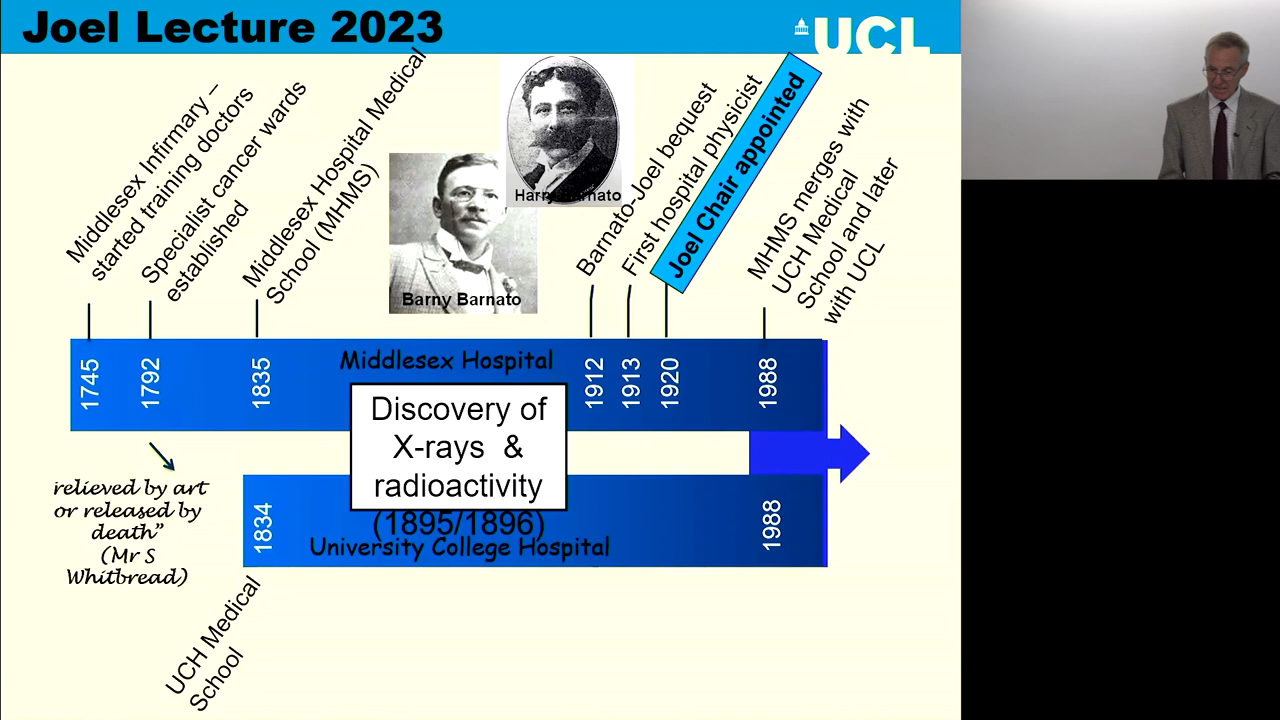 Joel Lecture 2023
UCL
Middlesex Infirmary –
started training doctors
Specialist cancer wards
established
Middlesex Hospital Medical
School (MHMS)
Harry Barnato
Barny Barnato
Barnato-Joel bequest
First hospital physicist
Joel Chair appointed
MHMS merges with
UCH Medical
School and later
with UCL
Middlesex Hospital
1745
1792
1835
1912
1913
1920
1988
Discovery of
X-rays &
radioactivity
(1895/1896)
relieved by art
or released by
death”
(Mr S
Whitbread)
1834
1988
University College Hospital
UCH Medical
School